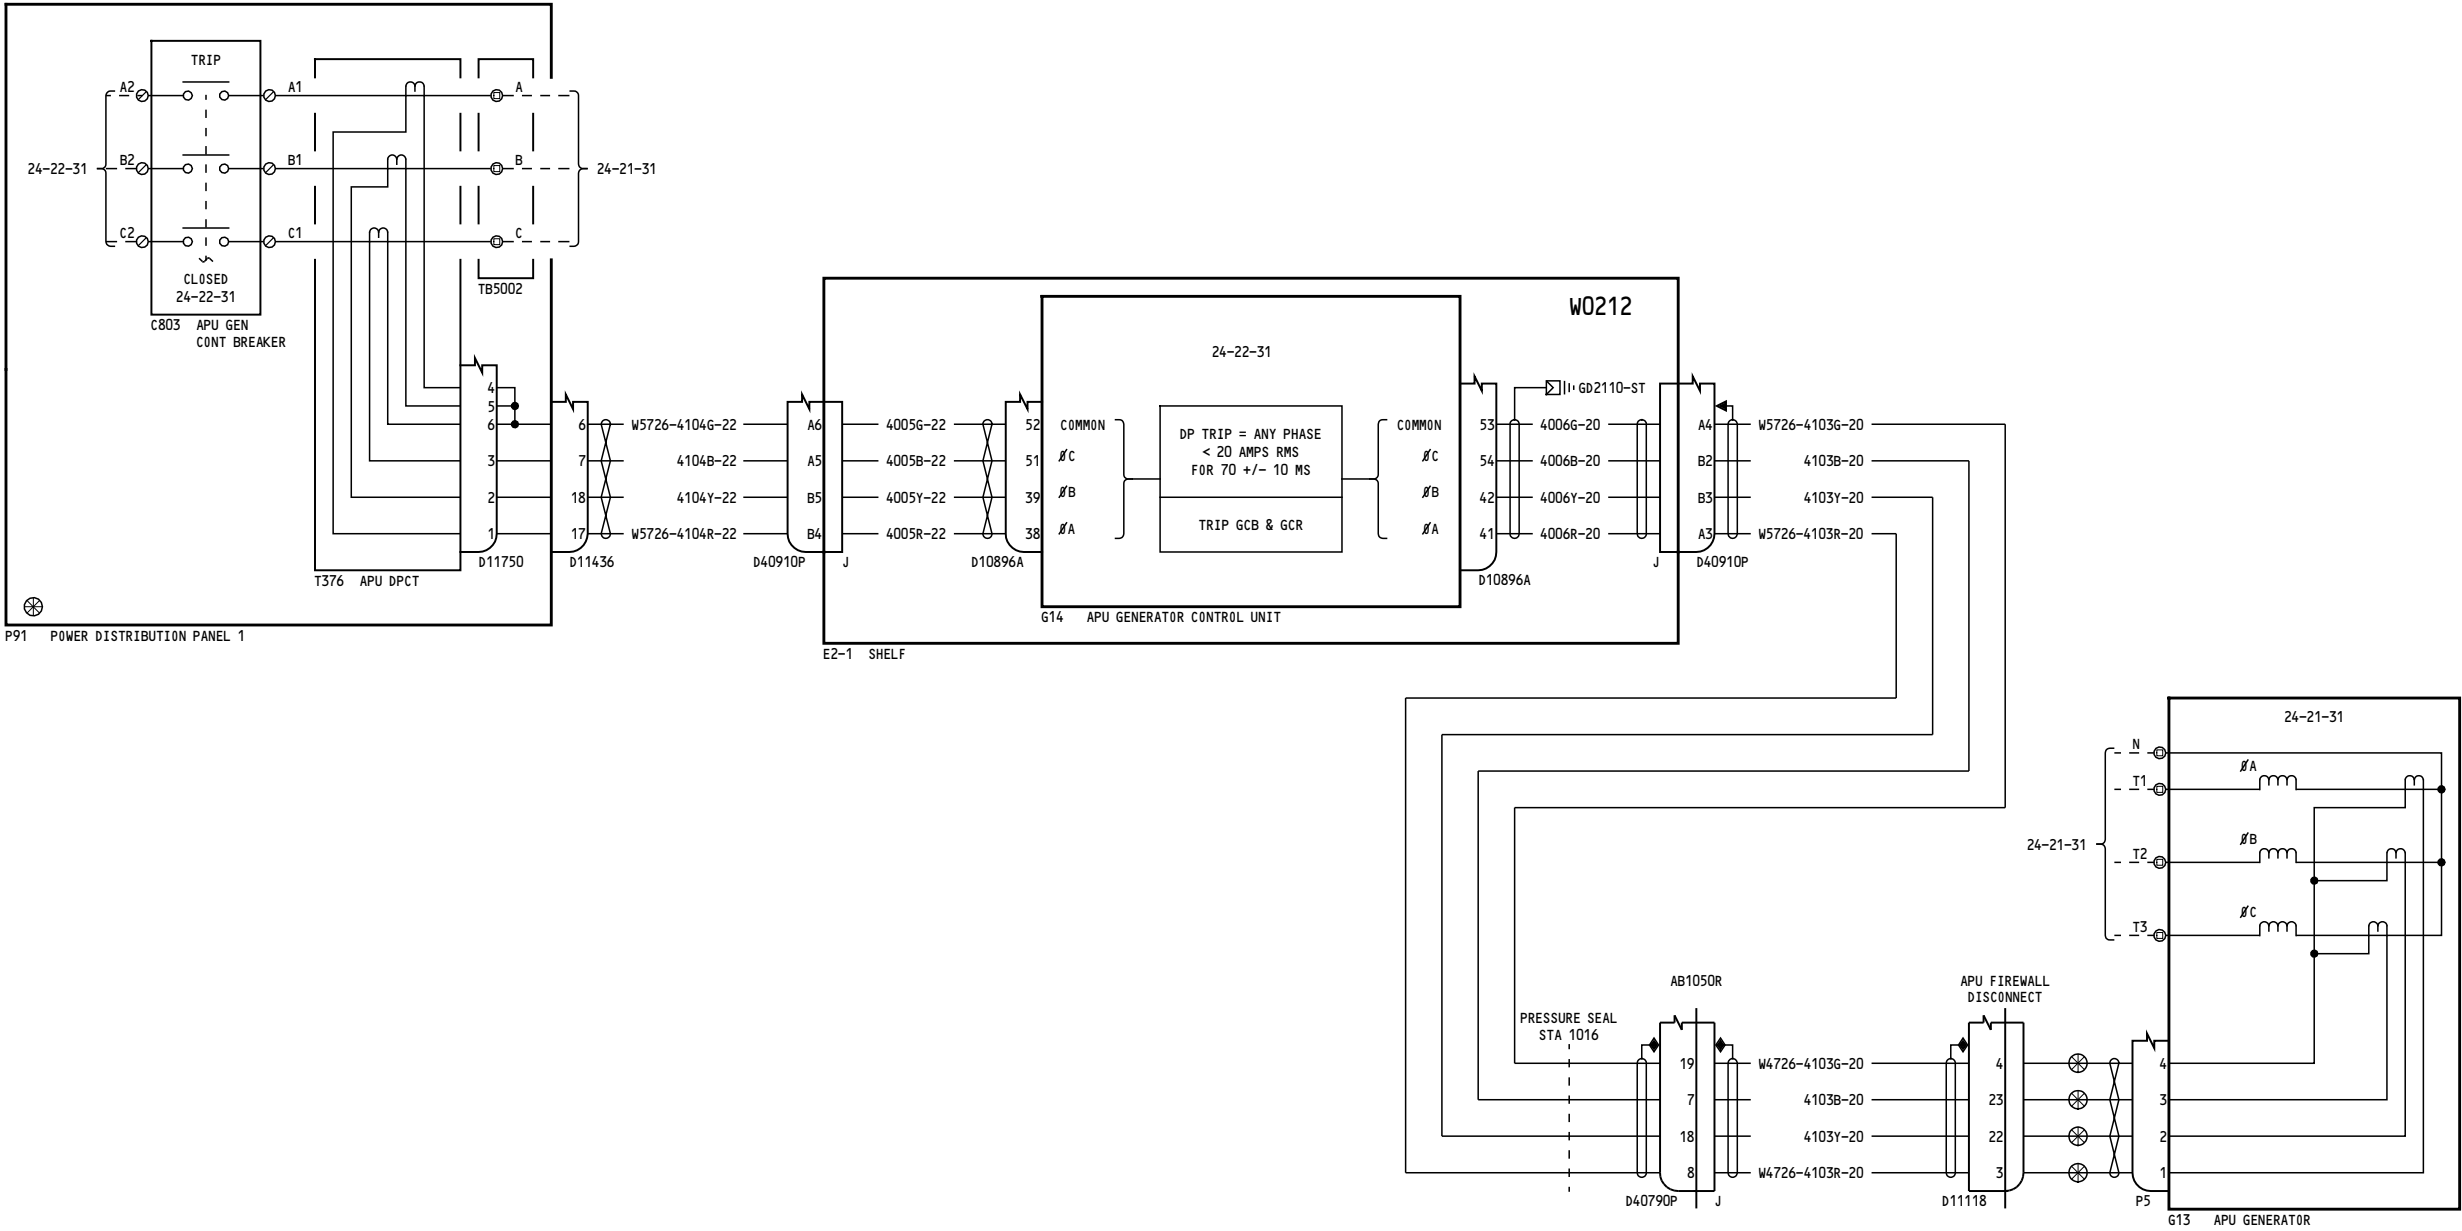 TRIP
A2
A1
A
B2
B1
B
24-22-31
24-21-31
C2
C1
C
CLOSED
24-22-31
C803 APU GEN
CONT BREAKER
TB5002
4
5
6
3
2
1
D11750
T376 APU DPCT
P91 POWER DISTRIBUTION PANEL 1
6
7
18
17
D11436
W5726-4104G-22
4104B-22
4104Y-22
W5726-4104R-22
A6
A5
B5
B4
D40910P
J
4005G-22
4005B-22
4005Y-22
4005R-22
52
51
39
38
D10896A
W0212
24-22-31
COMMON
ØC
ØB
ØA
DP TRIP = ANY PHASE
< 20 AMPS RMS
FOR 70 +/- 10 MS
TRIP GCB & GCR
COMMON
ØC
ØB
ØA
G14 APU GENERATOR CONTROL UNIT
E2-1 SHELF
53
54
42
41
D10896A
GD2110-ST
4006G-20
4006B-20
4006Y-20
4006R-20
A4
B2
B3
A3
J
D40910P
W5726-4103G-20
4103B-20
4103Y-20
W5726-4103R-20
24-21-31
N
ØA
T1
ØB
T2
24-21-31
ØC
T3
AB1050R
APU FIREWALL
DISCONNECT
PRESSURE SEAL
STA 1016
19
7
18
8
D40790P
J
W4726-4103G-20
4103B-20
4103Y-20
W4726-4103R-20
4
23
22
3
D11118
4
3
2
1
P5
G13 APU GENERATOR